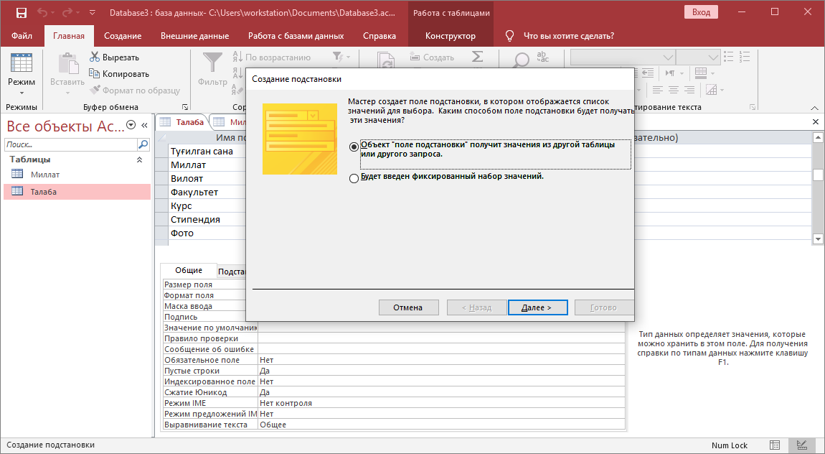 Database3 : база данных- C:\Users\workstation\Documents\Database3.ac...
Работа с таблицами
Вход
Файл
Главная
Создание
Внешние данные
Работа с базами данных
Справка
Конструктор
Что вы хотите сделать?
Режим
Режимы
Вставить
Вырезать
Копировать
Формат по образцу
Буфер обмена
Фильтр
По возрастанию
Создать
Все объекты Ac...
Поиск...
Таблицы
Миллат
Талаба
Талаба
Ми
Имя по
зательно)
Туғилган сана
Миллат
Вилоят
Факультет
Курс
Стипендия
Фото
Создание подстановки
Мастер создает поле подстановки, в котором отображается список
значений для выбора. Каким способом поле подстановки будет получать
эти значения?
Объект "поле подстановки" получит значения из другой таблицы
или другого запроса.
Будет введен фиксированный набор значений.
Отмена
< Назад
Далее >
Готово
Общие
Подстан
Размер поля
Формат поля
Маска ввода
Подпись
Значение по умолчани
Правило проверки
Сообщение об ошибке
Обязательное поле Нет
Пустые строки Да
Индексированное поле Нет
Сжатие Юникод Да
Режим IME Нет контроля
Режим предложений IM Нет
Выравнивание текста Общее
Тип данных определяет значения, которые
можно хранить в этом поле. Для получения
справки по типам данных нажмите клавишу
F1.
Создание подстановки
Num Lock